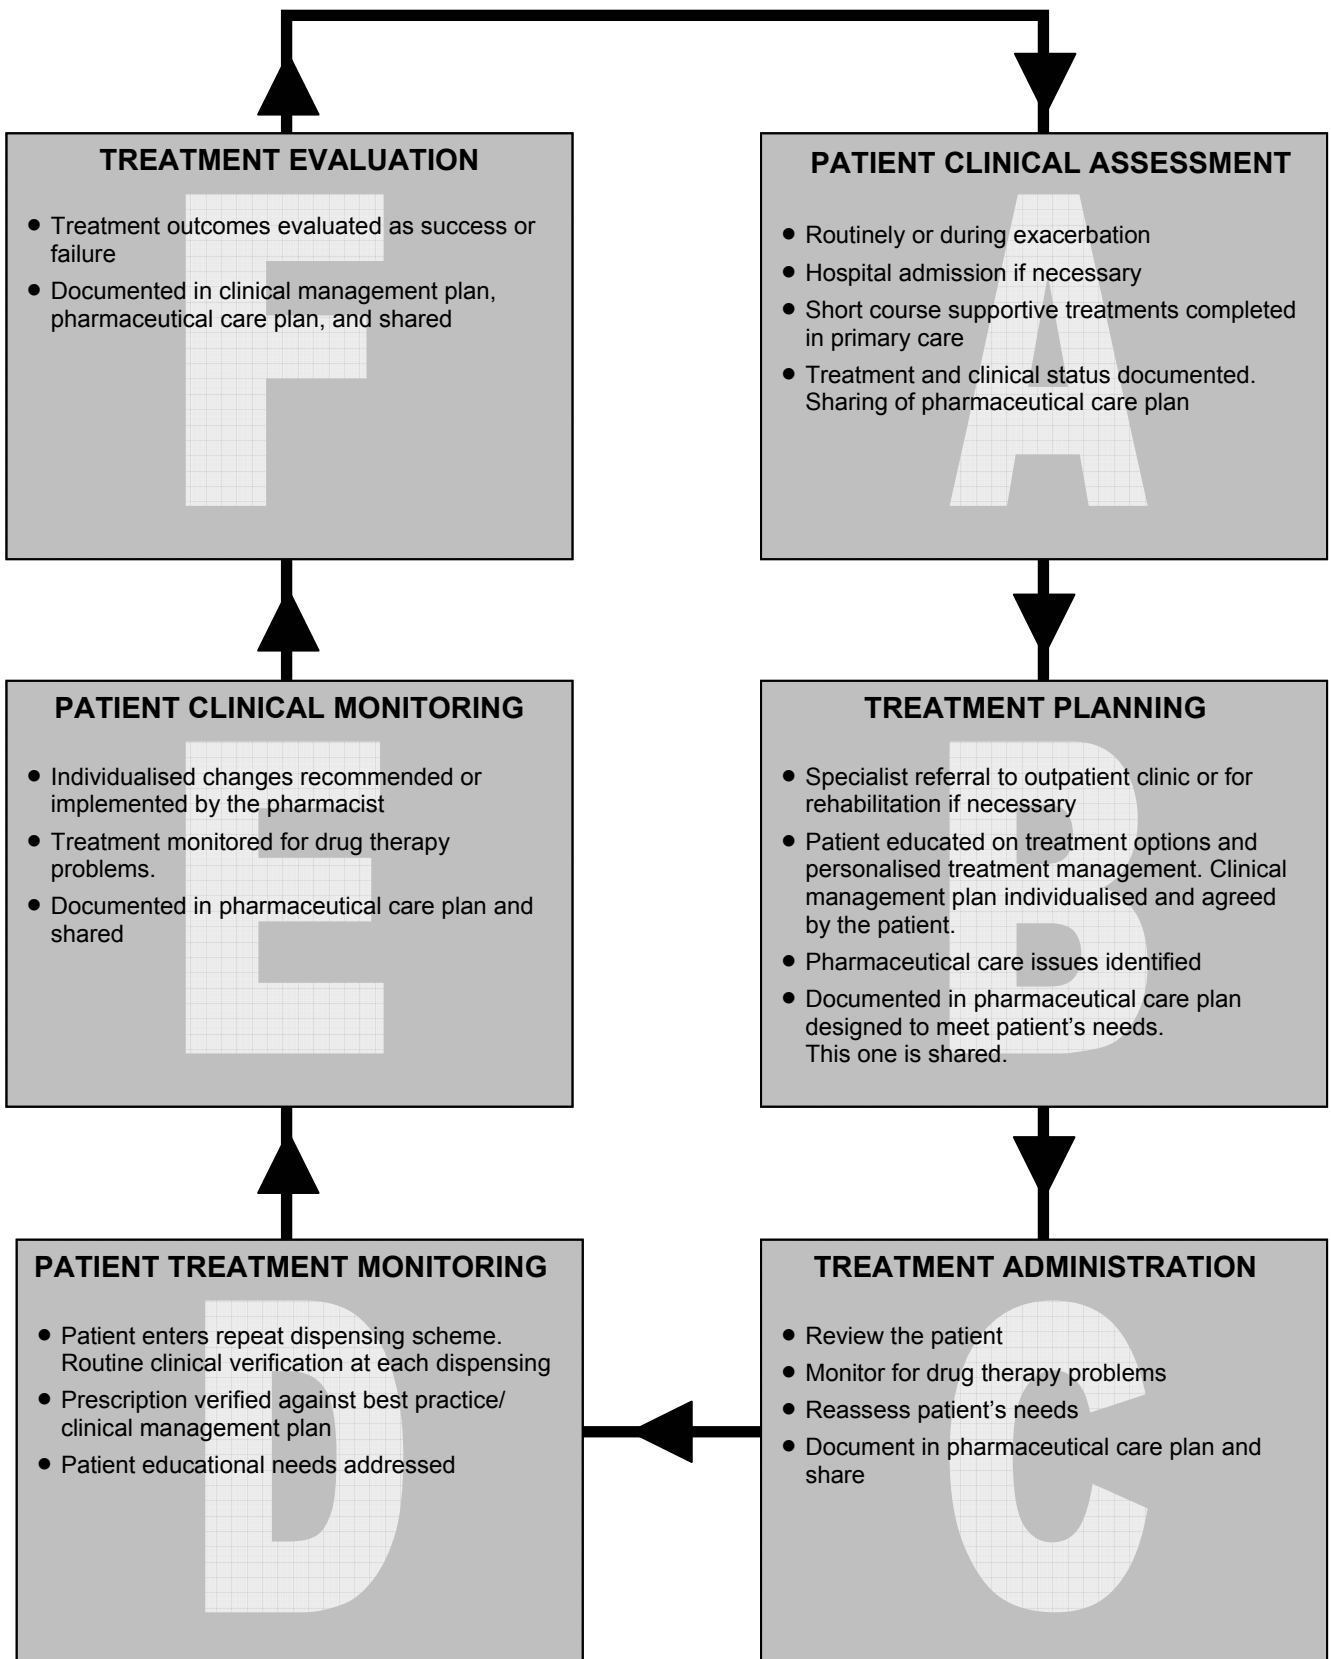 TREATMENT EVALUATION
F
• Treatment outcomes evaluated as success or
failure
• Documented in clinical management plan,
pharmaceutical care plan, and shared
PATIENT CLINICAL ASSESSMENT
A
• Routinely or during exacerbation
• Hospital admission if necessary
• Short course supportive treatments completed
in primary care
• Treatment and clinical status documented.
Sharing of pharmaceutical care plan
PATIENT CLINICAL MONITORING
E
• Individualised changes recommended or
implemented by the pharmacist
• Treatment monitored for drug therapy
problems.
• Documented in pharmaceutical care plan and
shared
TREATMENT PLANNING
B
• Specialist referral to outpatient clinic or for
rehabilitation if necessary
• Patient educated on treatment options and
personalised treatment management. Clinical
management plan individualised and agreed
by the patient.
• Pharmaceutical care issues identified
• Documented in pharmaceutical care plan
designed to meet patient's needs.
This one is shared.
PATIENT TREATMENT MONITORING
D
• Patient enters repeat dispensing scheme.
Routine clinical verification at each dispensing
• Prescription verified against best practice/
clinical management plan
• Patient educational needs addressed
TREATMENT ADMINISTRATION
C
• Review the patient
• Monitor for drug therapy problems
• Reassess patient's needs
• Document in pharmaceutical care plan and
share